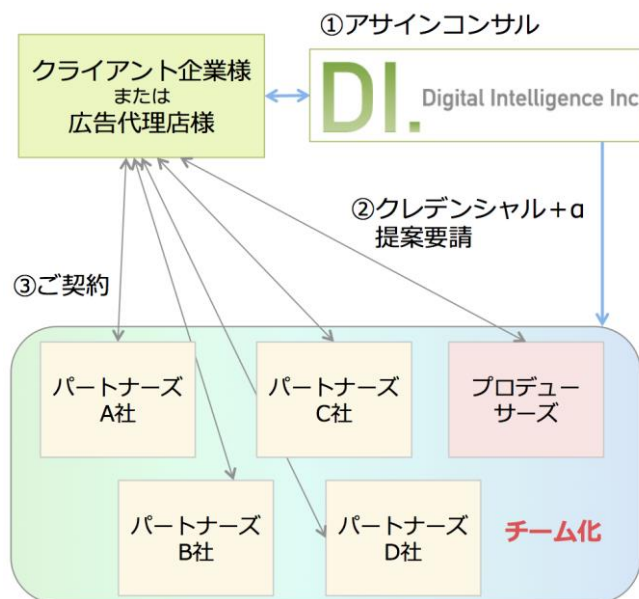 ①アサインコンサル
クライアント企業様
または
広告代理店様
DI. Digital Intelligence Inc
②クレデンシャル+α
提案要請
③ご契約
パートナーズ
A社
パートナーズ
C社
プロデュー
サーズ
パートナーズ
B社
パートナーズ
D社
チーム化